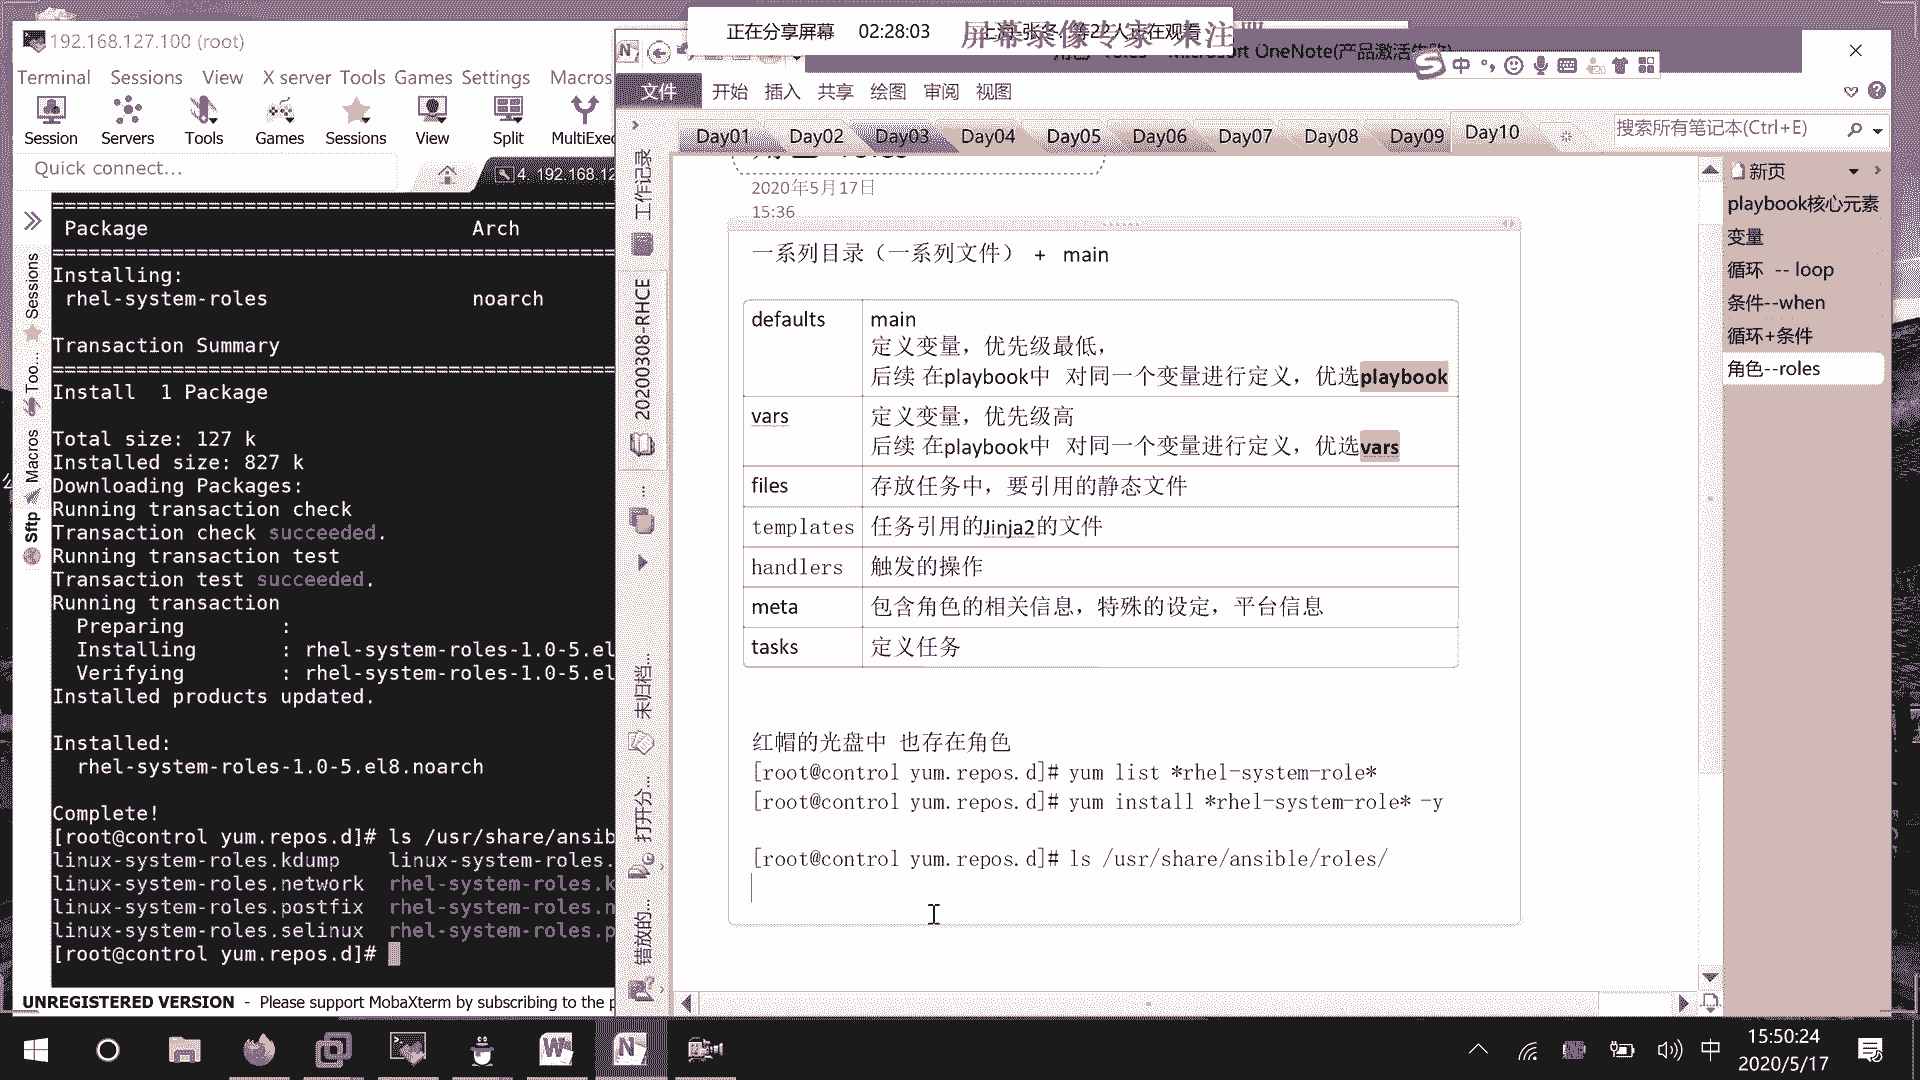 正在分享屏幕 02:28:03
屏幕录像专家 未注
192.168.127.100 (root)
Terminal Sessions View X server Tools Games Settings Macros
Session Servers Tools Games Sessions View Split MultiExec
Quick connect...
4. 192.168.12
Sessions
Too...
Macros
Sftp
Package Arch
Installing:
rhel-system-roles noarch
Transaction Summary
Install 1 Package
Total size: 127 k
Installed size: 827 k
Downloading Packages:
Running transaction check
Transaction check succeeded.
Running transaction test
Transaction test succeeded.
Running transaction
Preparing :
Installing : rhel-system-roles-1.0-5.el
Verifying : rhel-system-roles-1.0-5.el
Installed products updated.
Installed:
rhel-system-roles-1.0-5.el8.noarch
Complete!
[root@control yum.repos.d]# ls /usr/share/ansib
linux-system-roles.kdump linux-system-roles.
linux-system-roles.network rhel-system-roles.k
linux-system-roles.postfix rhel-system-roles.n
linux-system-roles.selinux rhel-system-roles.p
[root@control yum.repos.d]#
UNREGISTERED VERSION - Please support MobaXterm by subscribing to the p
OneNote(产品激活失败)
中
文件 开始 插入 共享 绘图 审阅 视图
Day01 Day02 Day03 Day04 Day05 Day06 Day07 Day08 Day09 Day10
搜索所有笔记本(Ctrl+E)
工作记录
20200308-RHCE
未归档...
打开分...
错放的...
2020年5月17日
15:36
一系列目录（一系列文件） + main
defaults main
定义变量，优先级最低，
后续 在playbook中 对同一个变量进行定义，优选playbook
vars 定义变量，优先级高
后续 在playbook中 对同一个变量进行定义，优选vars
files 存放任务中，要引用的静态文件
templates 任务引用的Jinja2的文件
handlers 触发的操作
meta 包含角色的相关信息，特殊的设定，平台信息
tasks 定义任务
红帽的光盘中 也存在角色
[root@control yum.repos.d]# yum list *rhel-system-role*
[root@control yum.repos.d]# yum install *rhel-system-role* -y
[root@control yum.repos.d]# ls /usr/share/ansible/roles/
新页
playbook核心元素
变量
循环 -- loop
条件--when
循环+条件
角色--roles
中
15:50:24
2020/5/17